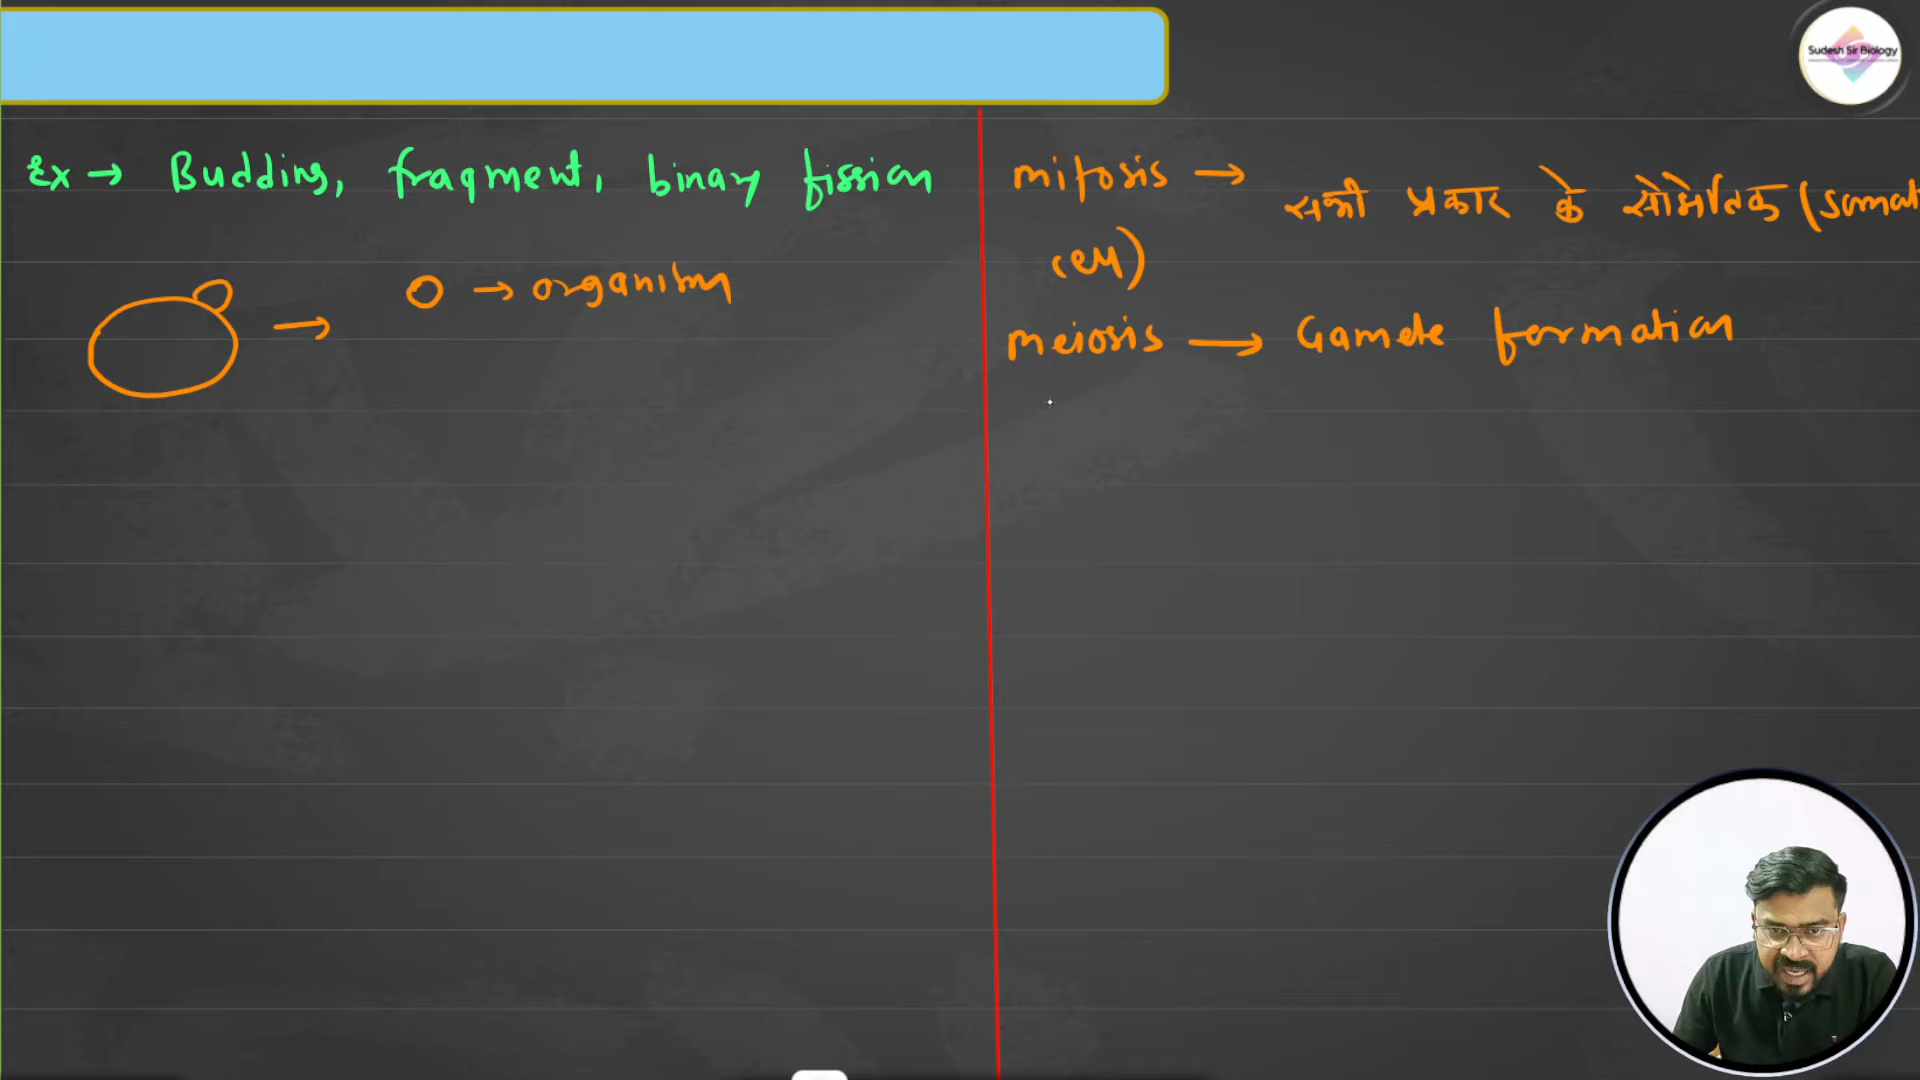 Sudesh Sir Biology
Ex → Budding, fragment, binary fission
O → organism
mitosis → सभी प्रकार के सोमेटिक (somat
cell)
meiosis → Gamete formation